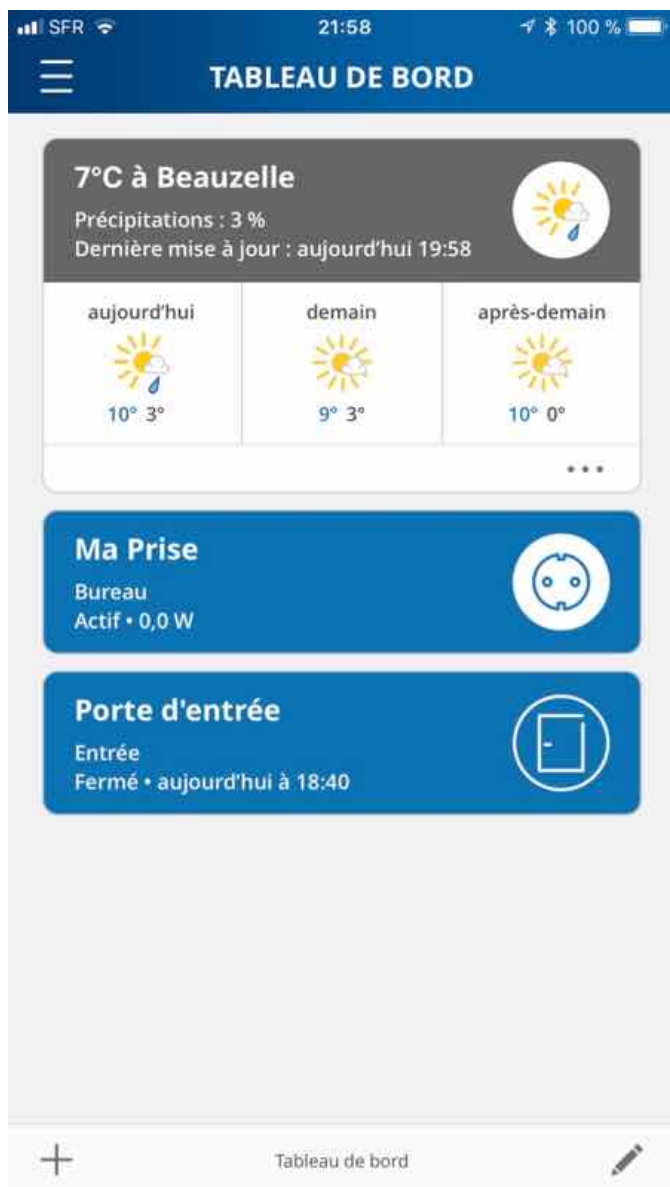 SFR 21:58 100 %
TABLEAU DE BORD
7°C à Beauzelle
Précipitations : 3 %
Dernière mise à jour : aujourd'hui 19:58
aujourd'hui demain après-demain
10° 3° 9° 3° 10° 0°
Ma Prise
Bureau
Actif • 0,0 W
Porte d'entrée
Entrée
Fermé • aujourd'hui à 18:40
Tableau de bord